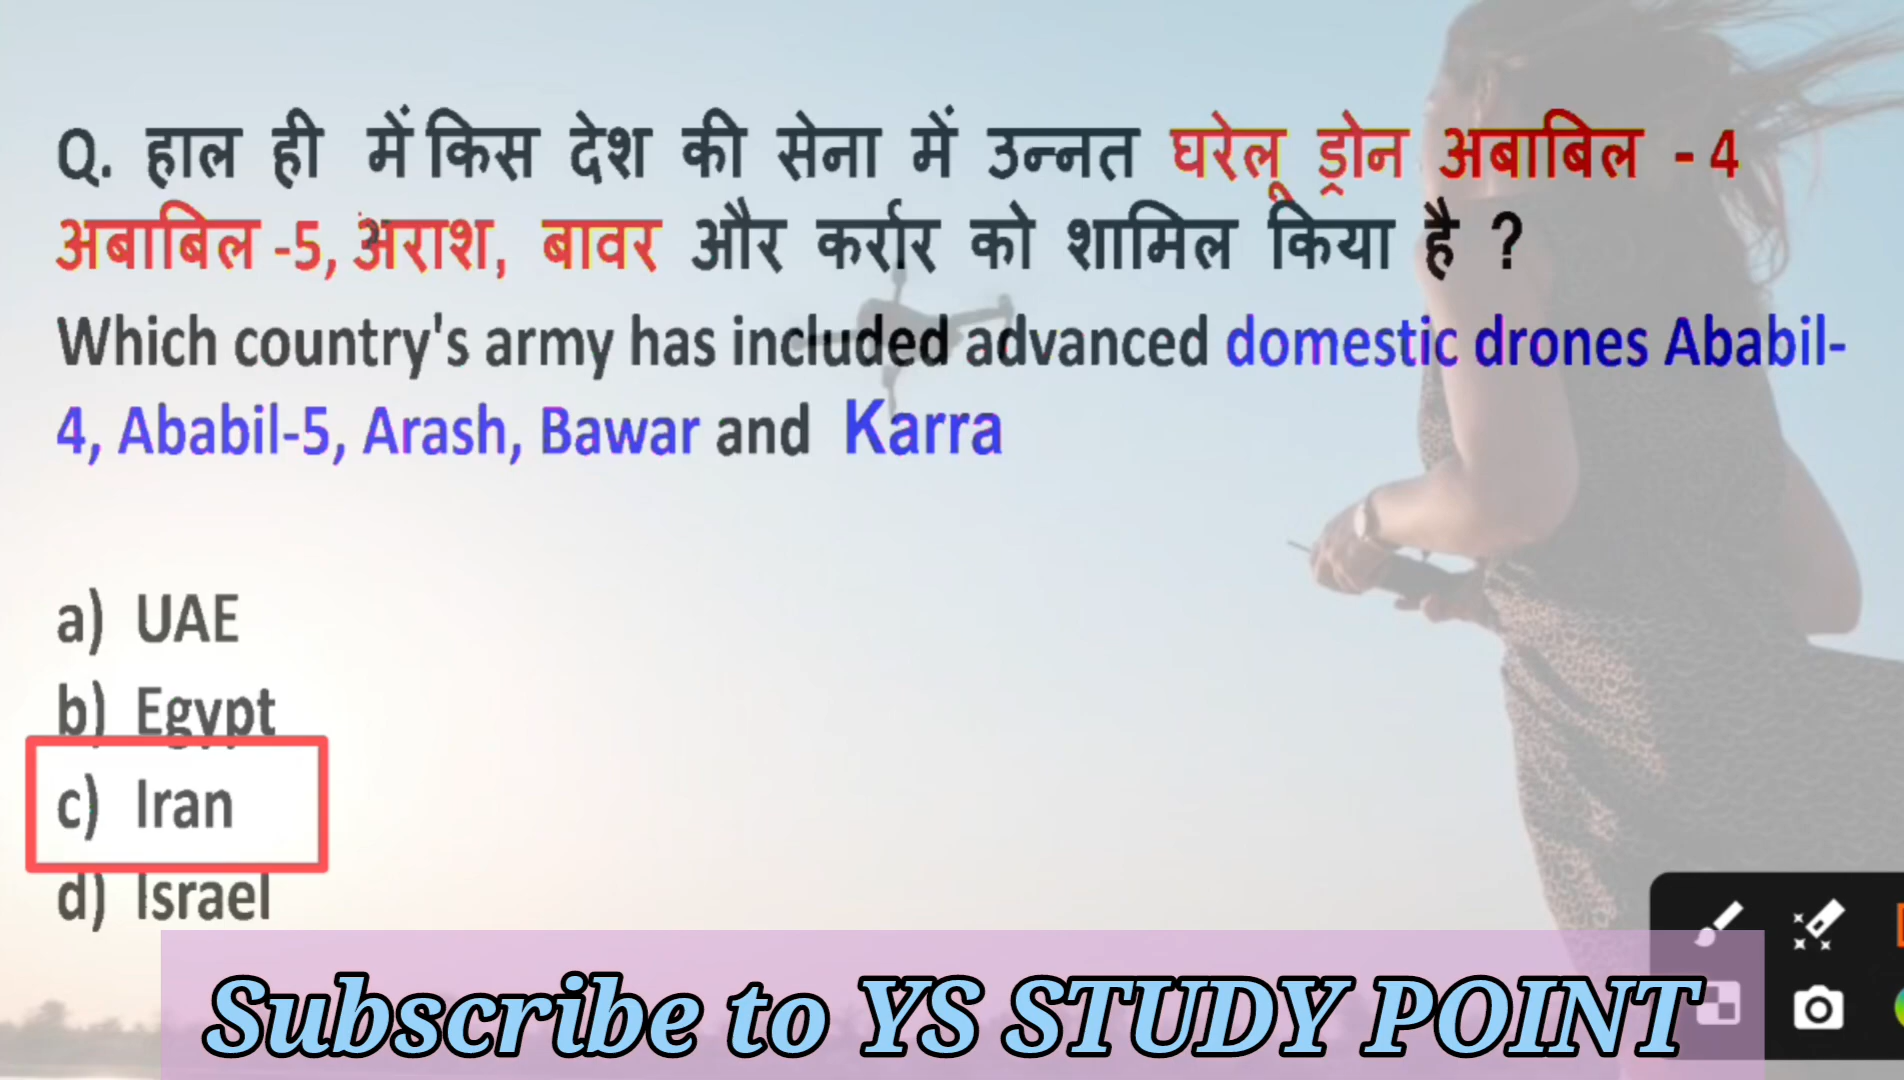 Q. हाल ही में किस देश की सेना में उन्नत घरेलू ड्रोन अबाबिल - 4
अबाबिल -5, अराश, बावर और कर्रार को शामिल किया है ?
Which country's army has included advanced domestic drones Ababil-
4, Ababil-5, Arash, Bawar and Karra
a) UAE
b) Egypt
c) Iran
d) Israel
Subscribe to YS STUDY POINT